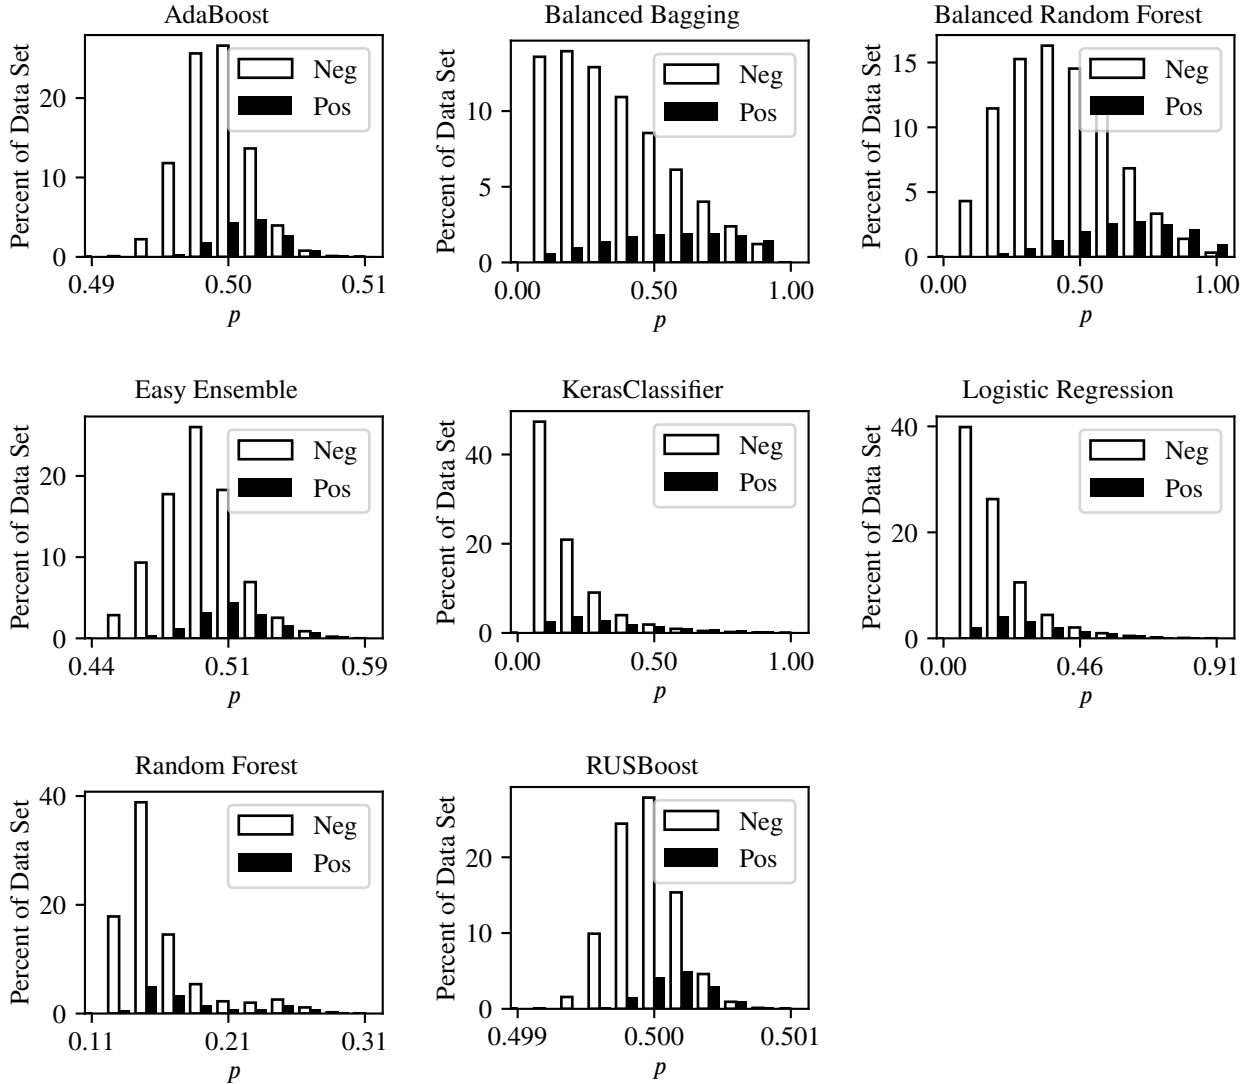 AdaBoost
Percent of Data Set
20
10
0
Neg
Pos
0.49 0.50 0.51
p
Balanced Bagging
Percent of Data Set
10
5
0
Neg
Pos
0.00 0.50 1.00
p
Balanced Random Forest
Percent of Data Set
15
10
5
0
Neg
Pos
0.00 0.50 1.00
p
Easy Ensemble
Percent of Data Set
20
10
0
Neg
Pos
0.44 0.51 0.59
p
KerasClassifier
Percent of Data Set
40
20
0
Neg
Pos
0.00 0.50 1.00
p
Logistic Regression
Percent of Data Set
40
20
0
Neg
Pos
0.00 0.46 0.91
p
Random Forest
Percent of Data Set
40
20
0
Neg
Pos
0.11 0.21 0.31
p
RUSBoost
Percent of Data Set
20
10
0
Neg
Pos
0.499 0.500 0.501
p